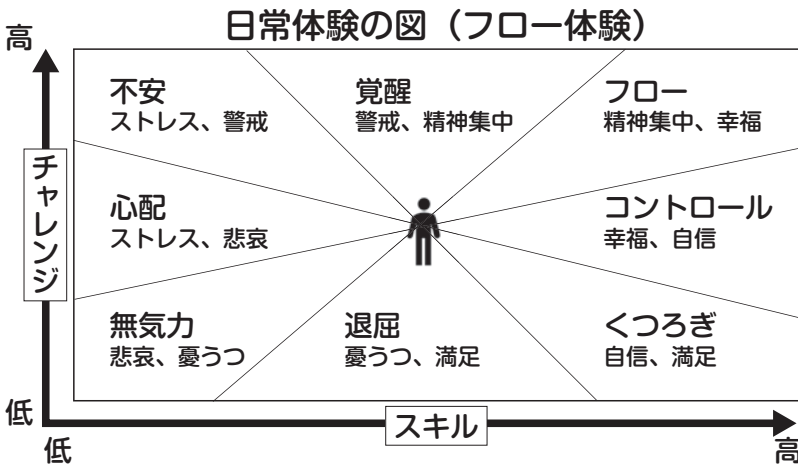 日常体験の図（フロー体験）
高
不安
ストレス、警戒
覚醒
警戒、精神集中
フロー
精神集中、幸福
チャレンジ
心配
ストレス、悲哀
コントロール
幸福、自信
無気力
悲哀、憂うつ
退屈
憂うつ、満足
くつろぎ
自信、満足
低
スキル
低
高